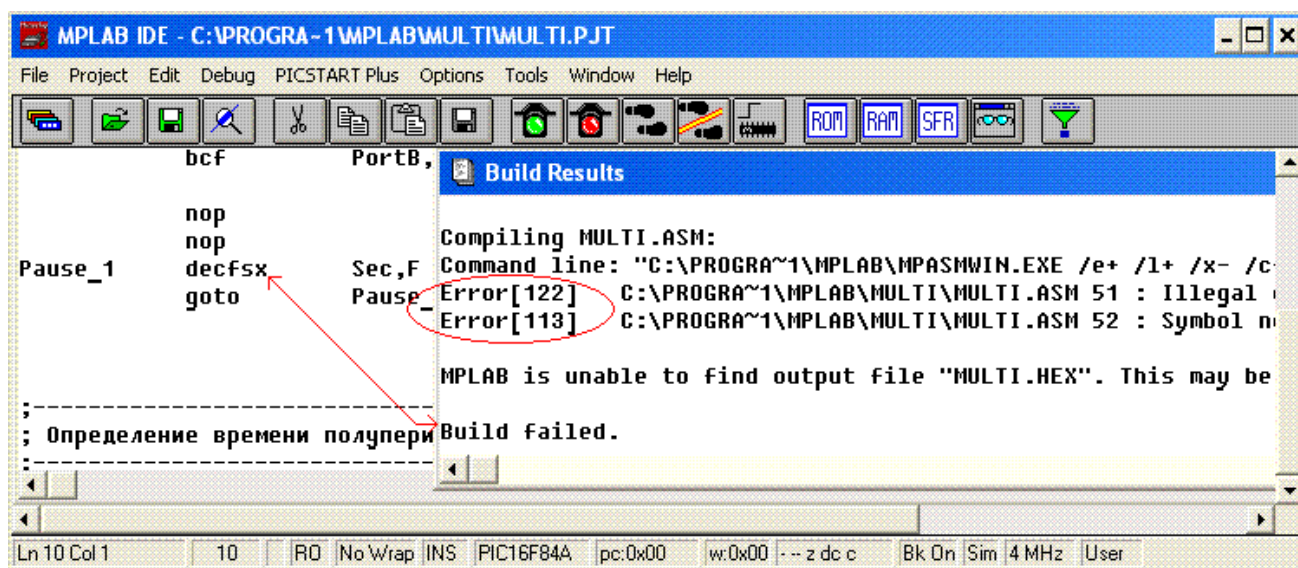 MPLAB IDE - C:\PROGRA~1\MPLAB\MULTI\MULTI.PJT
File Project Edit Debug PICSTART Plus Options Tools Window Help
ROM RAM SFR
bcf PortB,
nop
nop
Pause_1 decfsx Sec,F
goto Pause_
;--------------------------------
; Определение времени полупери
;--------------------------------
Build Results
Compiling MULTI.ASM:
Command line: "C:\PROGRA~1\MPLAB\MPASMWIN.EXE /e+ /l+ /x- /c
Error[122] C:\PROGRA~1\MPLAB\MULTI\MULTI.ASM 51 : Illegal
Error[113] C:\PROGRA~1\MPLAB\MULTI\MULTI.ASM 52 : Symbol n
MPLAB is unable to find output file "MULTI.HEX". This may be
Build failed.
Ln 10 Col 1 10 RO No Wrap INS PIC16F84A pc:0x00 w:0x00 - -- z dc c Bk On Sim 4 MHz User